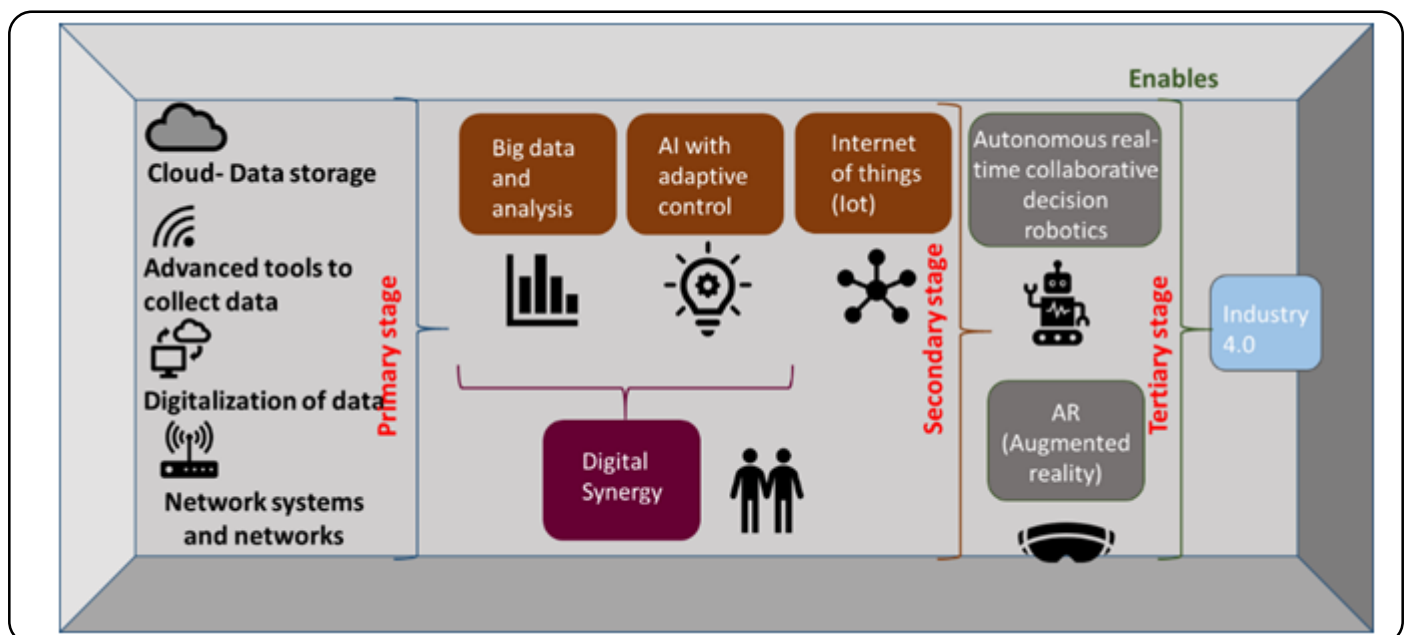 Enables
Cloud- Data storage
Advanced tools to
collect data
Digitalization of data
Network systems
and networks
Primary stage
Big data
and
analysis
AI with
adaptive
control
Internet
of things
(Iot)
Digital
Synergy
Secondary stage
Autonomous real-
time collaborative
decision
robotics
AR
(Augmented
reality)
Tertiary stage
Industry
4.0